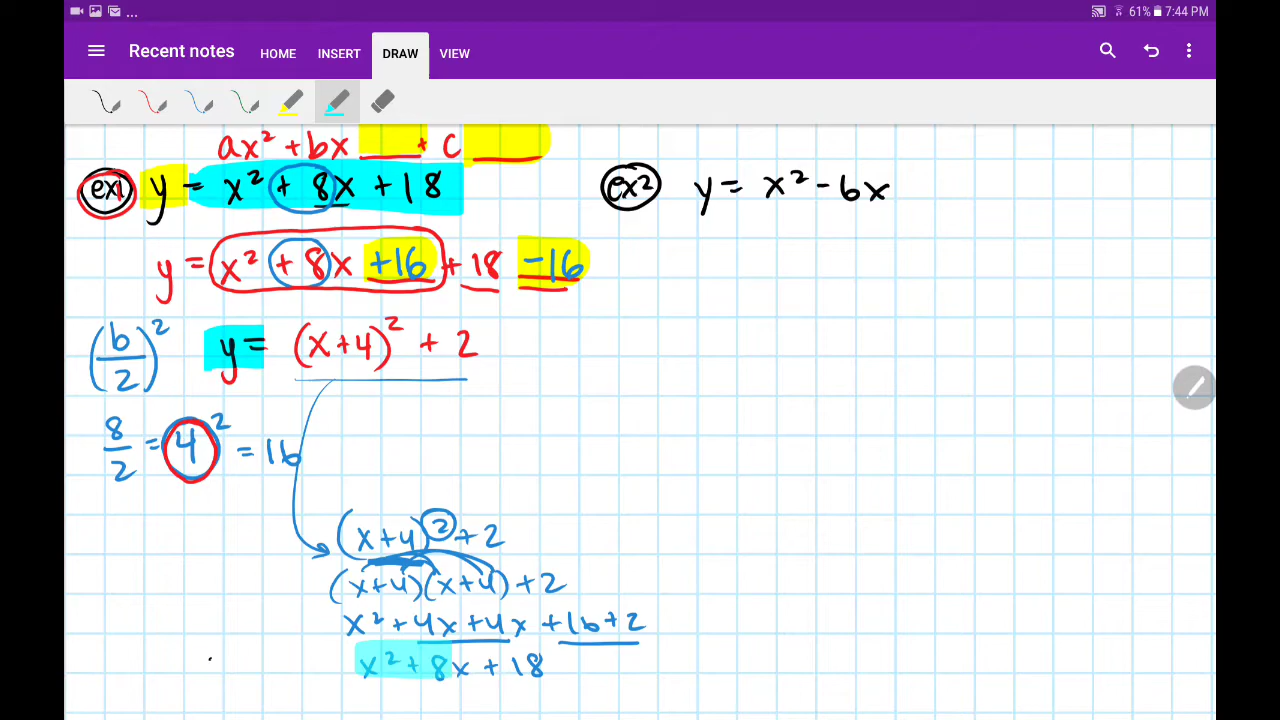 ... 61% 7:44 PM
Recent notes HOME INSERT DRAW VIEW
ax² + bx __ + c __
ex1 y = x² + 8x + 18
y = x² + 8x +16 + 18 -16
(b/2)² y = (x+4)² + 2
8/2 = 4² = 16
(x+4)² + 2
(x+4)(x+4) + 2
x² + 4x + 4x + 16 + 2
x² + 8x + 18
ex2 y = x² - 6x